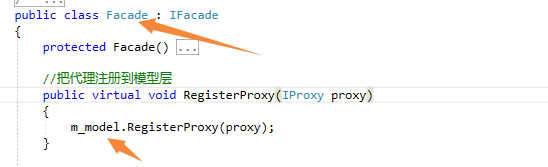 public class Facade : IFacade
{
protected Facade() ...
//把代理注册到模型层
public virtual void RegisterProxy(IProxy proxy)
{
m_model.RegisterProxy(proxy);
}